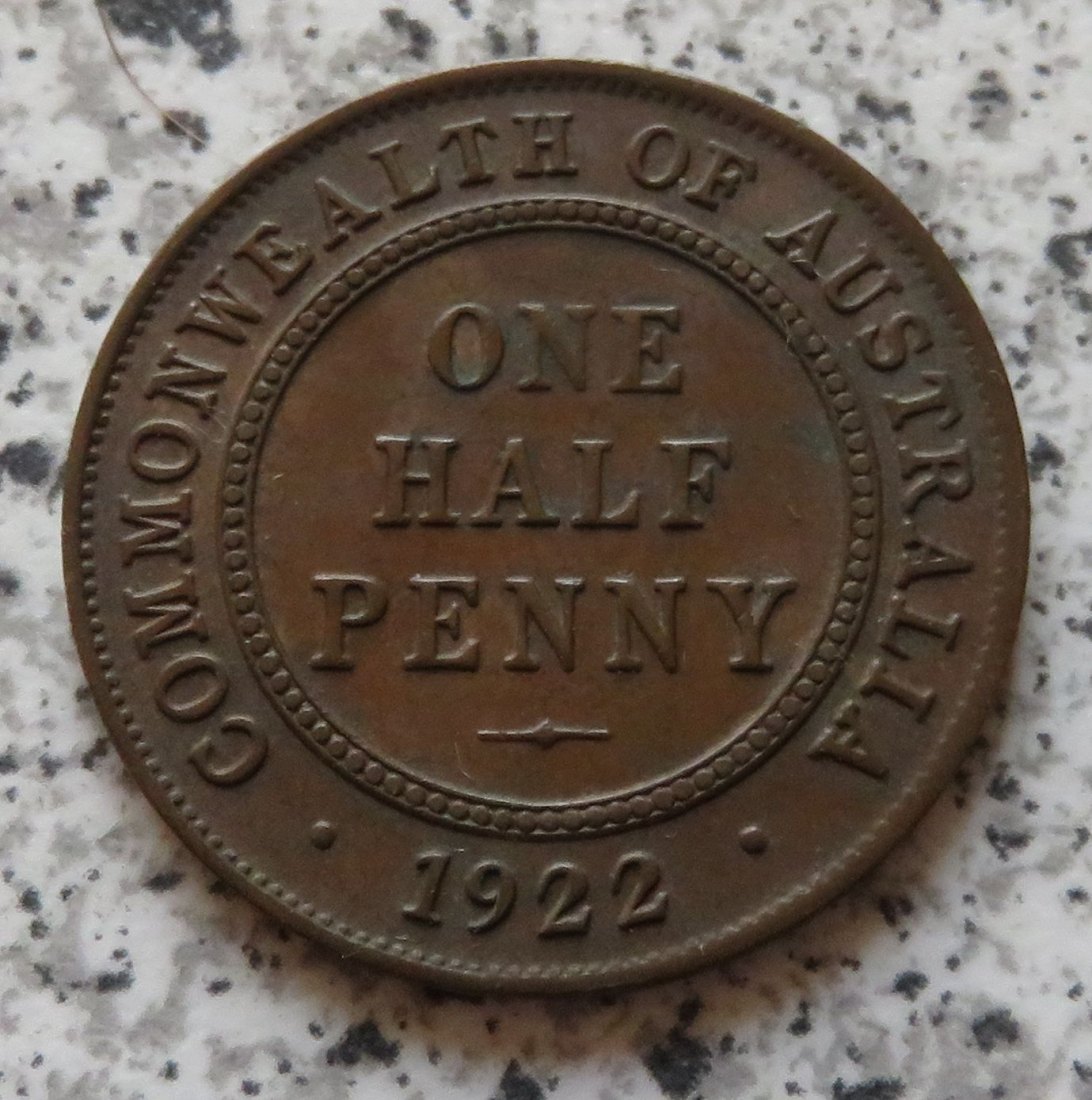 COMMONWEALTH OF AUSTRALIA
ONE
HALF
PENNY
· 1922 ·